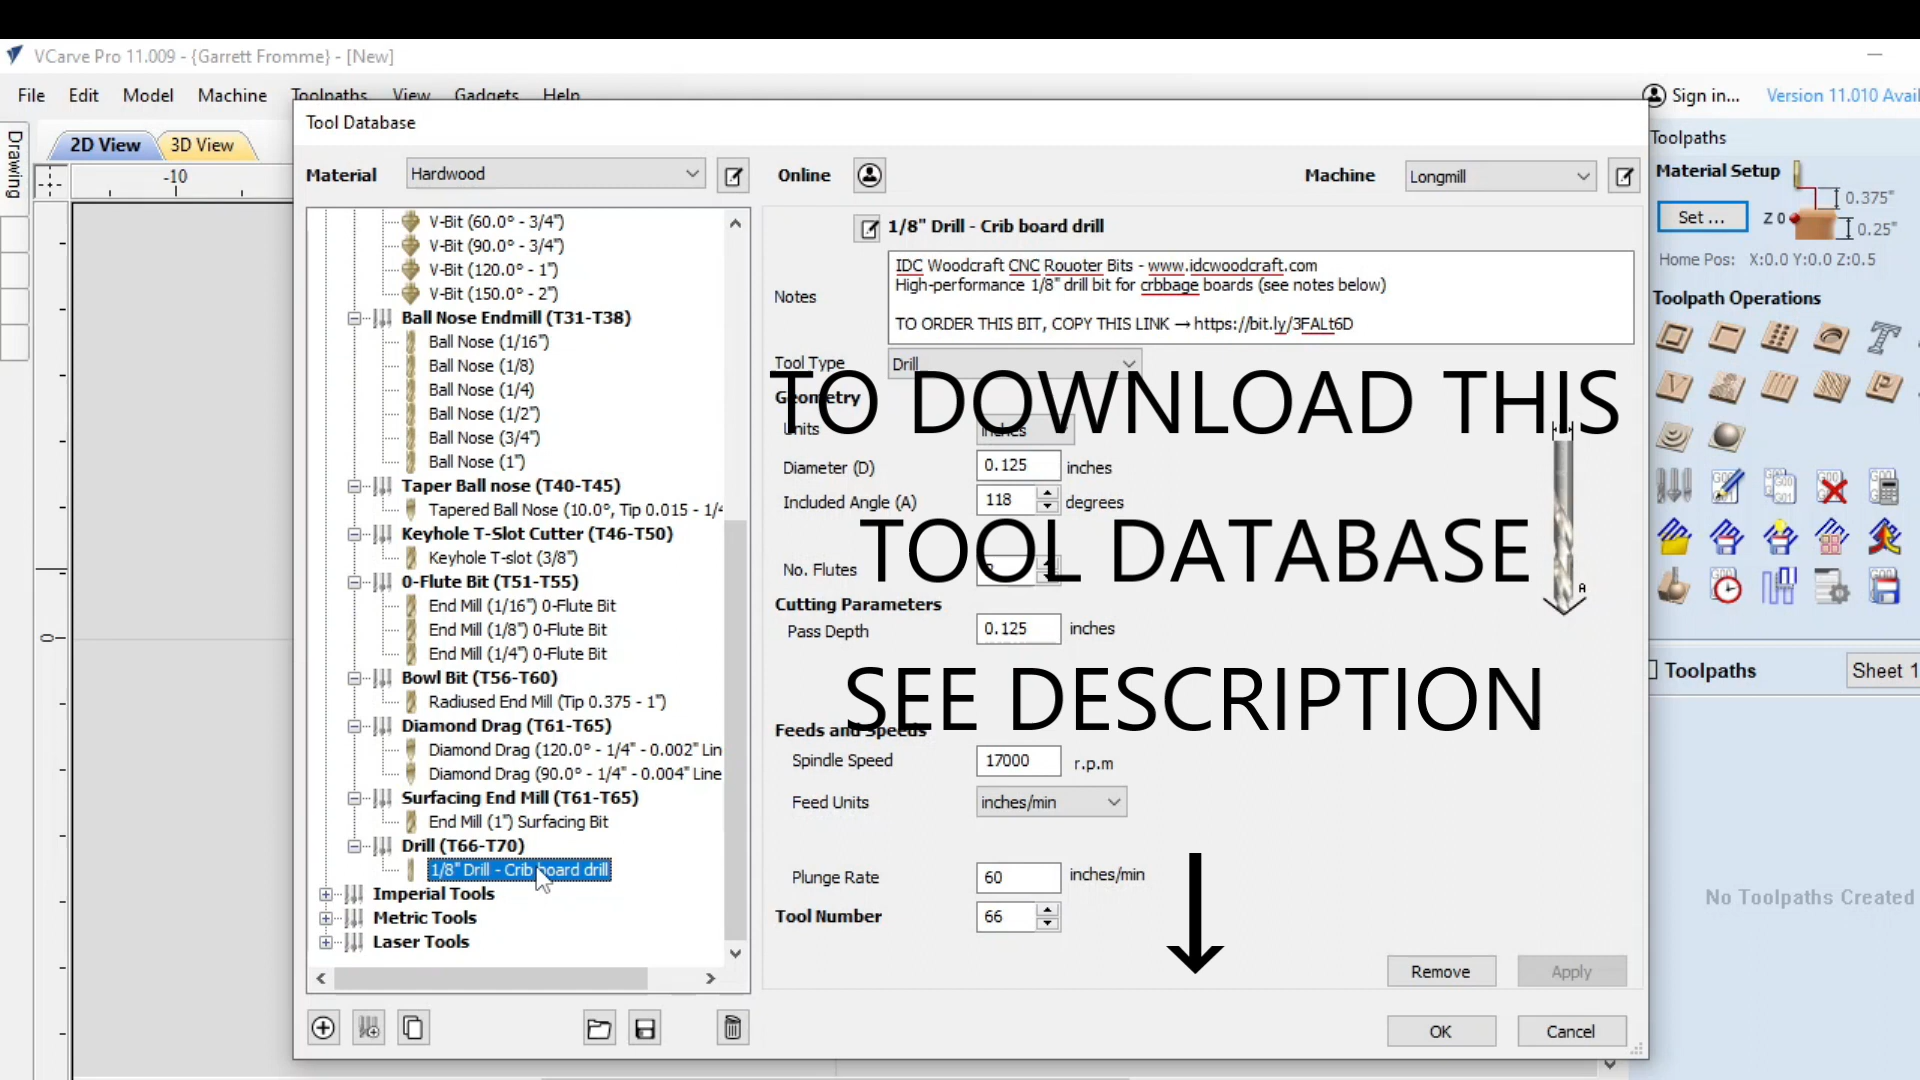 VCarve Pro 11.009 - {Garrett Fromme} - [New]
File Edit Model Machine Toolpaths View Gadgets Help
Sign in... Version 11.010 Avai
Drawing
2D View 3D View
-10
0
Tool Database
Material Hardwood
Online
Machine Longmill
V-Bit (60.0° - 3/4")
V-Bit (90.0° - 3/4")
V-Bit (120.0° - 1")
V-Bit (150.0° - 2")
Ball Nose Endmill (T31-T38)
Ball Nose (1/16")
Ball Nose (1/8)
Ball Nose (1/4)
Ball Nose (1/2")
Ball Nose (3/4")
Ball Nose (1")
Taper Ball nose (T40-T45)
Tapered Ball Nose (10.0°, Tip 0.015 - 1/4
Keyhole T-Slot Cutter (T46-T50)
Keyhole T-slot (3/8")
0-Flute Bit (T51-T55)
End Mill (1/16") 0-Flute Bit
End Mill (1/8") 0-Flute Bit
End Mill (1/4") 0-Flute Bit
Bowl Bit (T56-T60)
Radiused End Mill (Tip 0.375 - 1")
Diamond Drag (T61-T65)
Diamond Drag (120.0° - 1/4" - 0.002" Lin
Diamond Drag (90.0° - 1/4" - 0.004" Line
Surfacing End Mill (T61-T65)
End Mill (1") Surfacing Bit
Drill (T66-T70)
1/8" Drill - Crib board drill
Imperial Tools
Metric Tools
Laser Tools
1/8" Drill - Crib board drill
Notes
IDC Woodcraft CNC Rouoter Bits - www.idcwoodcraft.com
High-performance 1/8" drill bit for crbbage boards (see notes below)
TO ORDER THIS BIT, COPY THIS LINK → https://bit.ly/3FALt6D
Tool Type Drill
Geometry
Units inches
Diameter (D) 0.125 inches
Included Angle (A) 118 degrees
No. Flutes
Cutting Parameters
Pass Depth 0.125 inches
Feeds and Speeds
Spindle Speed 17000 r.p.m
Feed Units inches/min
Plunge Rate 60 inches/min
Tool Number 66
A
TO DOWNLOAD THIS
TOOL DATABASE
SEE DESCRIPTION
Remove Apply
OK Cancel
Toolpaths
Material Setup
Set ...
Z 0
0.375"
0.25"
Home Pos: X:0.0 Y:0.0 Z:0.5
Toolpath Operations
Toolpaths Sheet 1
No Toolpaths Created